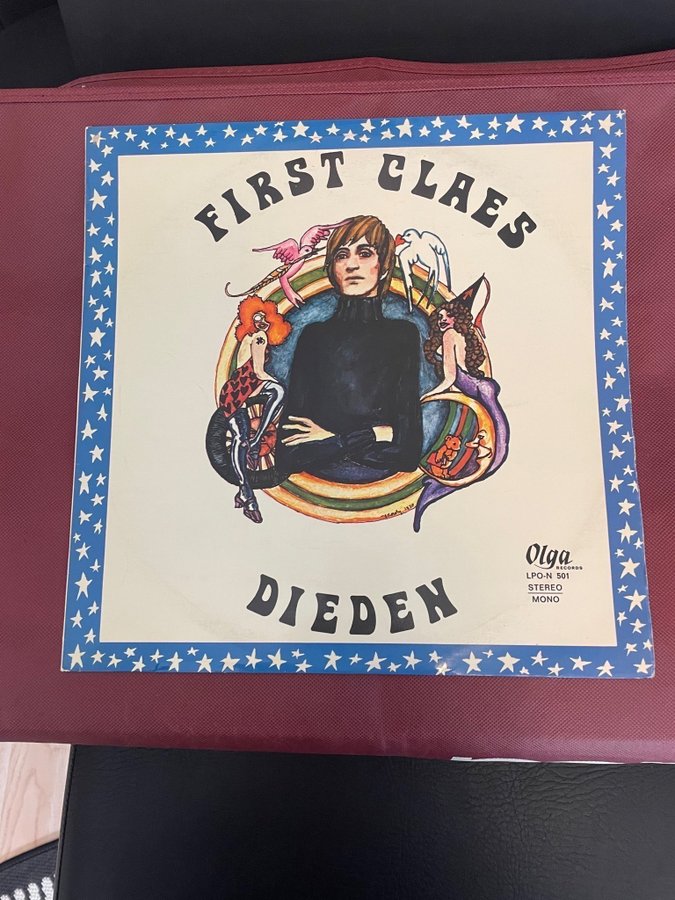 FIRST CLAES
DIEDEN
Olga
RECORDS
LPO-N 501
STEREO
MONO